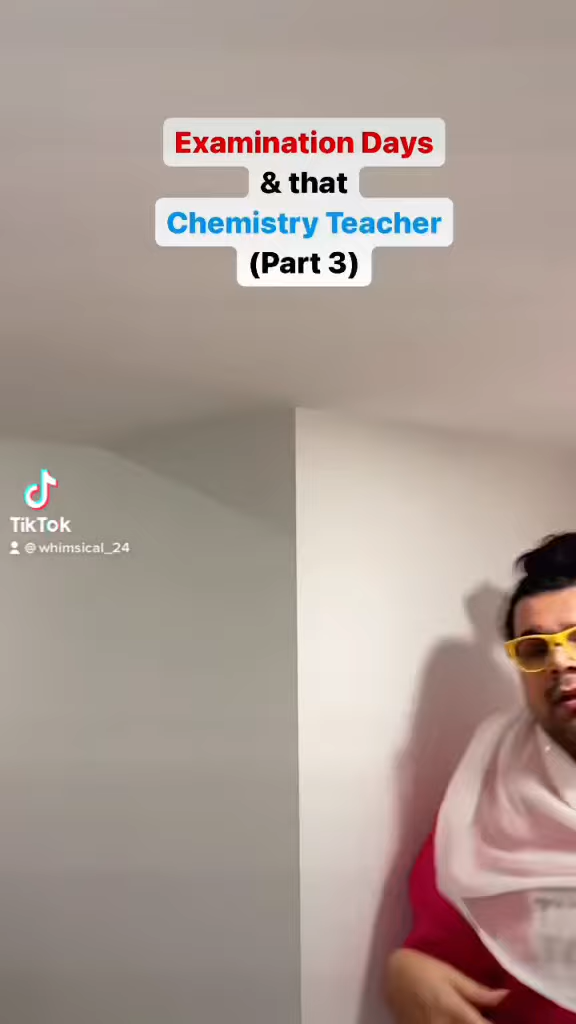 Examination Days
& that
Chemistry Teacher
(Part 3)
TikTok
@whimsical_24